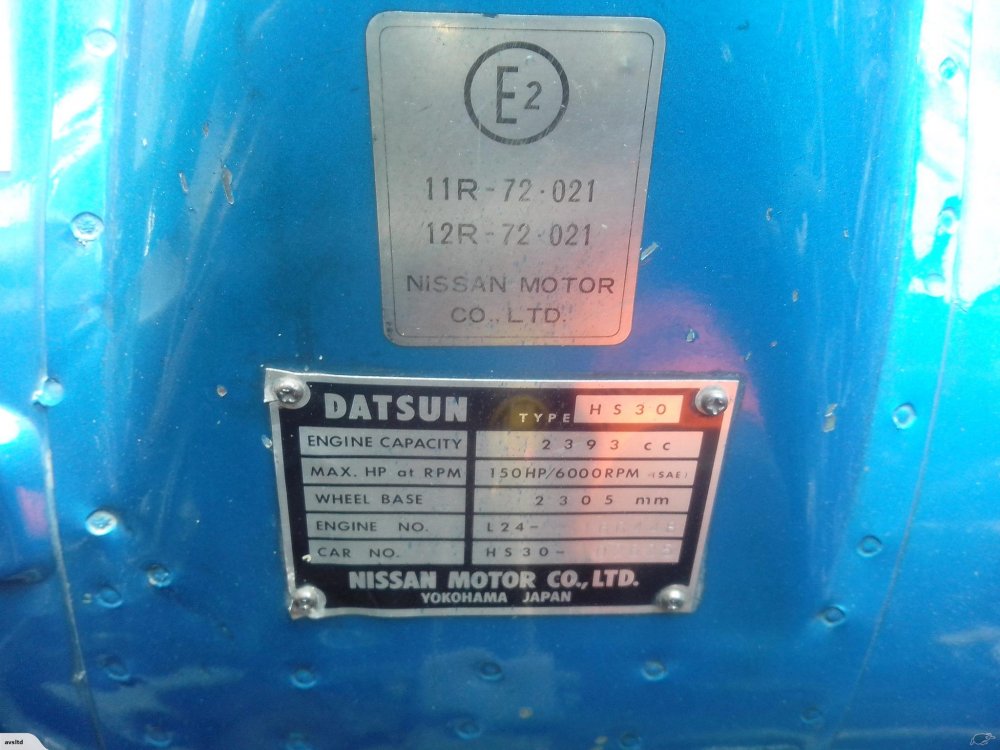 E2
11R-72·021
12R-72·021
NISSAN MOTOR
CO., LTD.
DATSUN TYPE HS30
ENGINE CAPACITY 2393 cc
MAX. HP at RPM 150HP/6000RPM (SAE)
WHEEL BASE 2305 mm
ENGINE NO. L24-
CAR NO. HS30-
NISSAN MOTOR CO., LTD.
YOKOHAMA JAPAN
avsltd